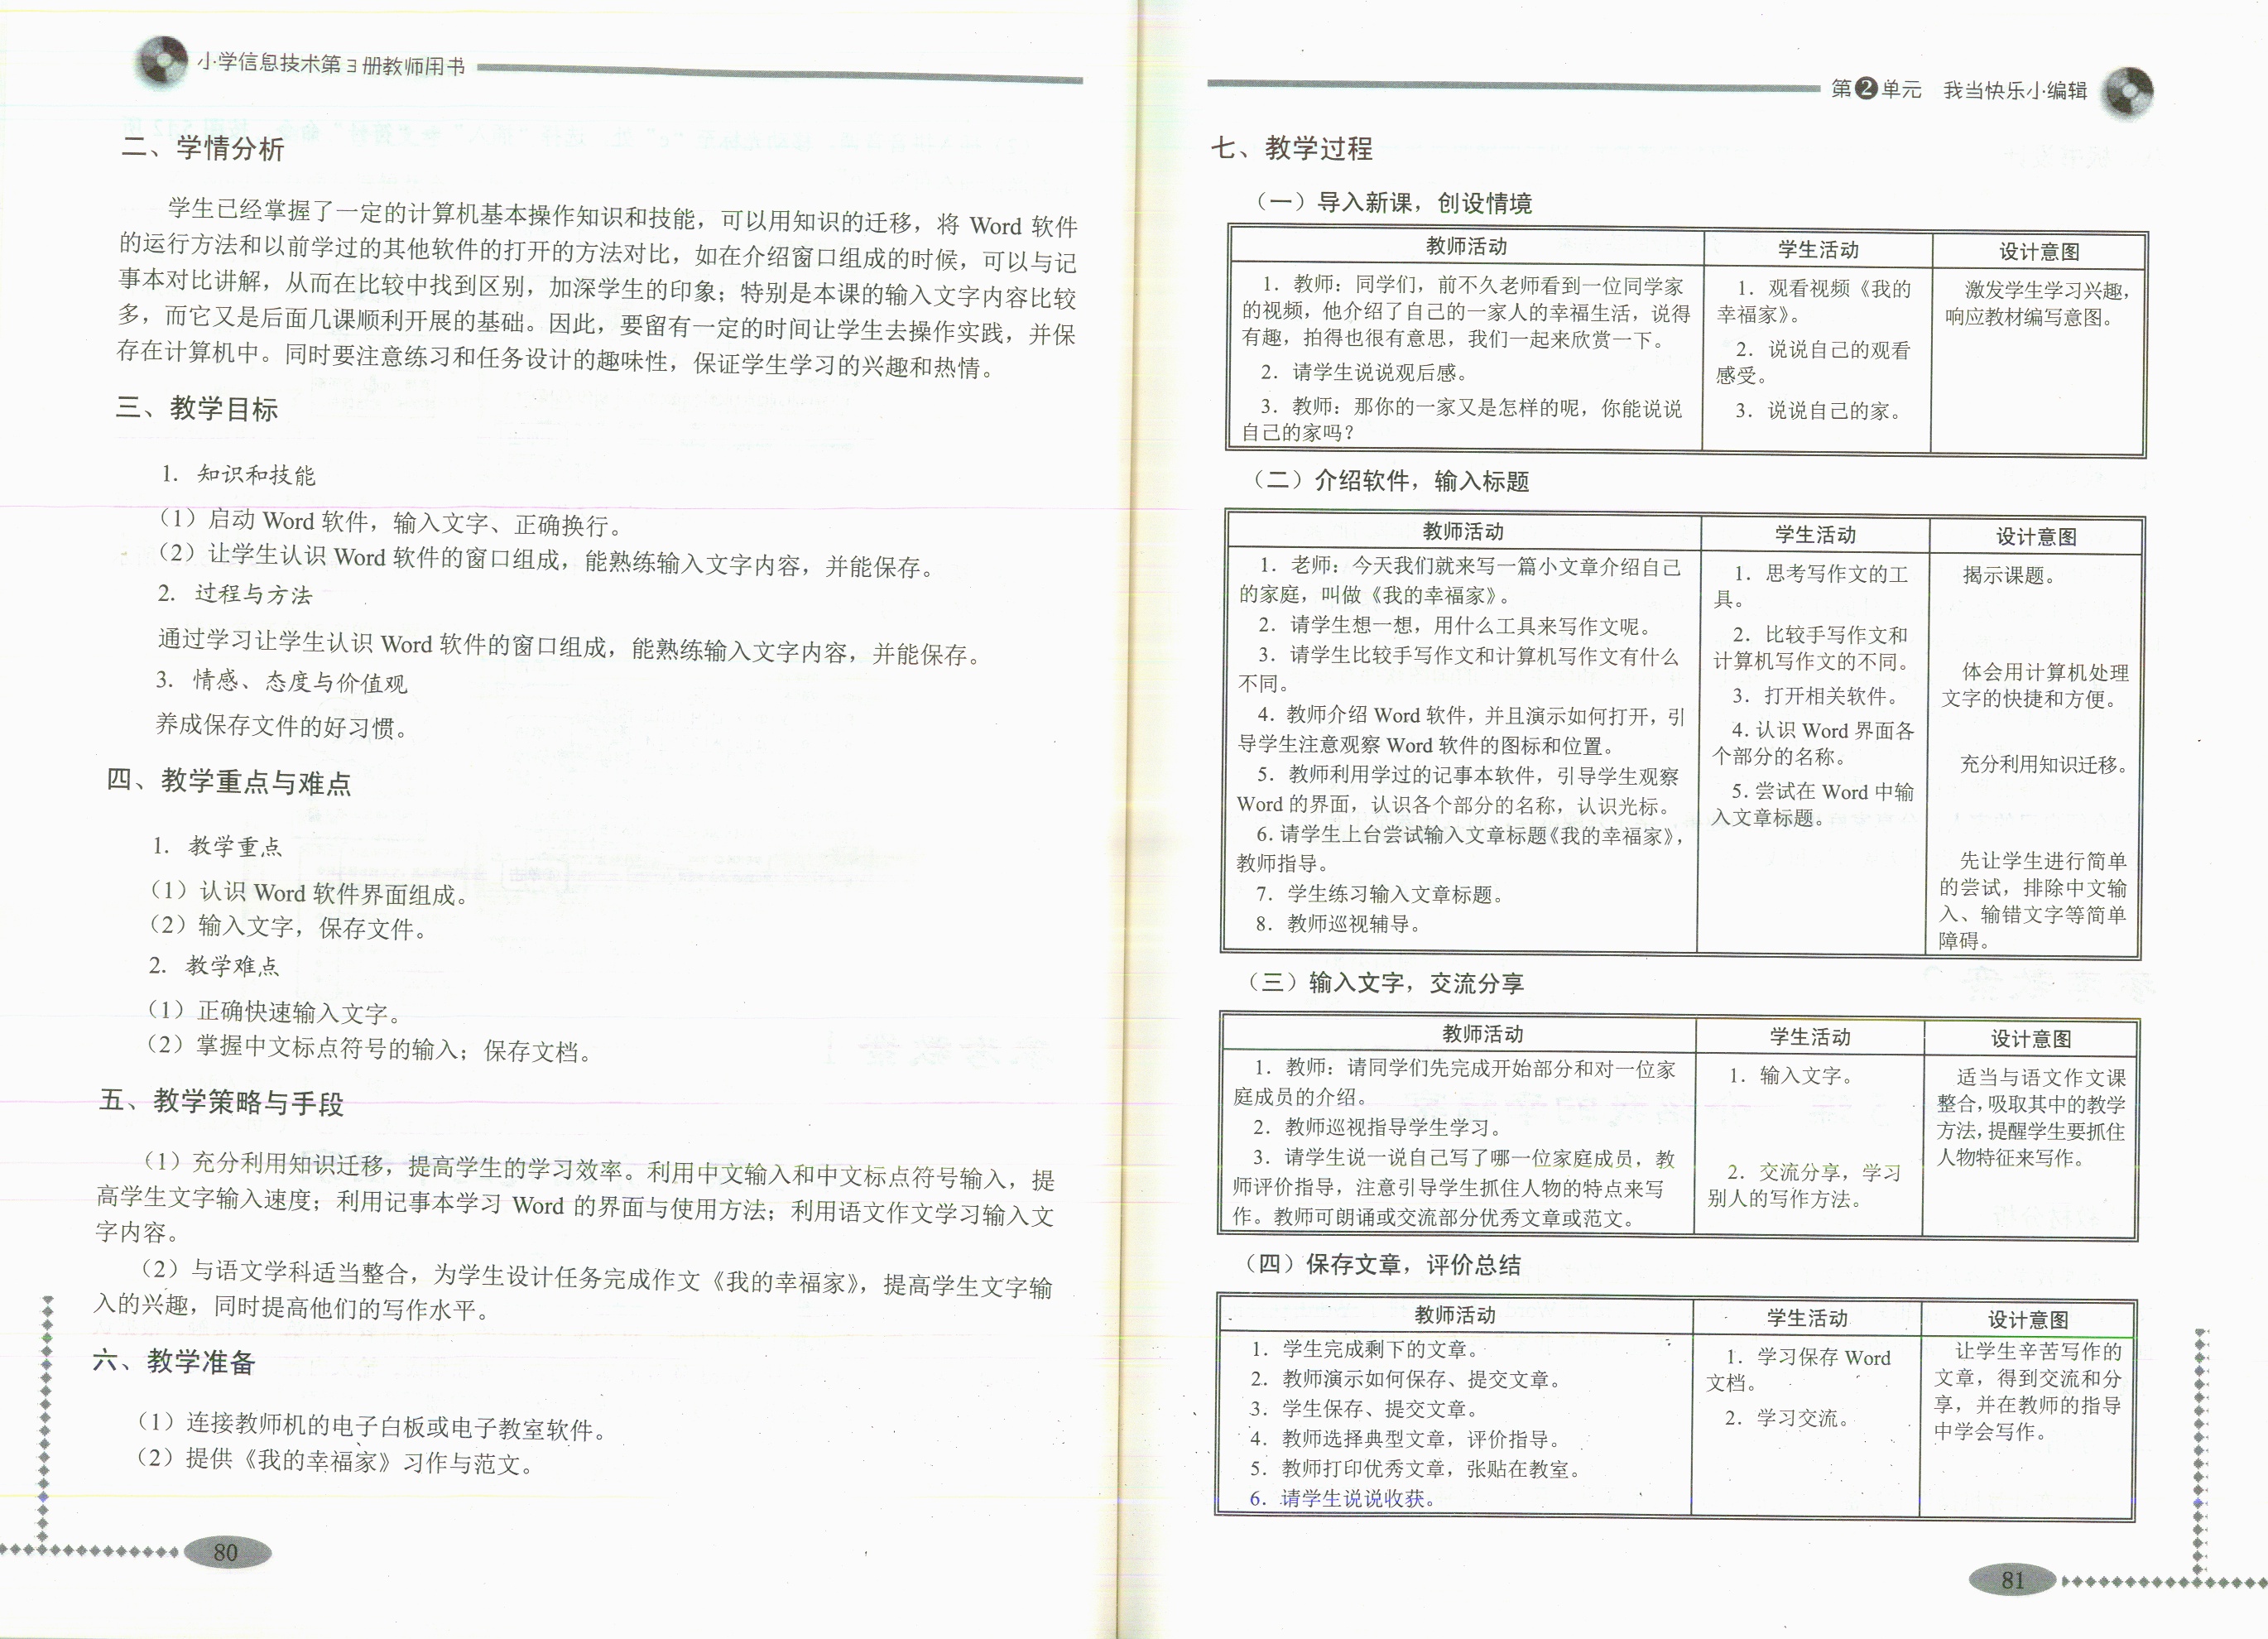 小学信息技术第3册教师用书
二、学情分析
学生已经掌握了一定的计算机基本操作知识和技能，可以用知识的迁移，将 Word 软件
的运行方法和以前学过的其他软件的打开的方法对比，如在介绍窗口组成的时候，可以与记
事本对比讲解，从而在比较中找到区别，加深学生的印象；特别是本课的输入文字内容比较
多，而它又是后面几课顺利开展的基础。因此，要留有一定的时间让学生去操作实践，并保
存在计算机中。同时要注意练习和任务设计的趣味性，保证学生学习的兴趣和热情。
三、教学目标
1. 知识和技能
（1）启动 Word 软件，输入文字、正确换行。
（2）让学生认识 Word 软件的窗口组成，能熟练输入文字内容，并能保存。
2. 过程与方法
通过学习让学生认识 Word 软件的窗口组成，能熟练输入文字内容，并能保存。
3. 情感、态度与价值观
养成保存文件的好习惯。
四、教学重点与难点
1. 教学重点
（1）认识 Word 软件界面组成。
（2）输入文字，保存文件。
2. 教学难点
（1）正确快速输入文字。
（2）掌握中文标点符号的输入；保存文档。
五、教学策略与手段
（1）充分利用知识迁移，提高学生的学习效率。利用中文输入和中文标点符号输入，提
高学生文字输入速度；利用记事本学习 Word 的界面与使用方法；利用语文作文学习输入文
字内容。
（2）与语文学科适当整合，为学生设计任务完成作文《我的幸福家》，提高学生文字输
入的兴趣，同时提高他们的写作水平。
六、教学准备
（1）连接教师机的电子白板或电子教室软件。
（2）提供《我的幸福家》习作与范文。
80
第2单元 我当快乐小编辑
七、教学过程
（一）导入新课，创设情境
教师活动
1. 教师：同学们，前不久老师看到一位同学家
的视频，他介绍了自己的一家人的幸福生活，说得
有趣，拍得也很有意思，我们一起来欣赏一下。
2. 请学生说说观后感。
3. 教师：那你的一家又是怎样的呢，你能说说
自己的家吗？
学生活动
1. 观看视频《我的
幸福家》。
2. 说说自己的观看
感受。
3. 说说自己的家。
设计意图
激发学生学习兴趣，
响应教材编写意图。
（二）介绍软件，输入标题
教师活动
1. 老师：今天我们就来写一篇小文章介绍自己
的家庭，叫做《我的幸福家》。
2. 请学生想一想，用什么工具来写作文呢。
3. 请学生比较手写作文和计算机写作文有什么
不同。
4. 教师介绍 Word 软件，并且演示如何打开，引
导学生注意观察 Word 软件的图标和位置。
5. 教师利用学过的记事本软件，引导学生观察
Word 的界面，认识各个部分的名称，认识光标。
6. 请学生上台尝试输入文章标题《我的幸福家》，
教师指导。
7. 学生练习输入文章标题。
8. 教师巡视辅导。
学生活动
1. 思考写作文的工
具。
2. 比较手写作文和
计算机写作文的不同。
3. 打开相关软件。
4. 认识 Word 界面各
个部分的名称。
5. 尝试在 Word 中输
入文章标题。
设计意图
揭示课题。
体会用计算机处理
文字的快捷和方便。
充分利用知识迁移。
先让学生进行简单
的尝试，排除中文输
入、输错文字等简单
障碍。
（三）输入文字，交流分享
教师活动
1. 教师：请同学们先完成开始部分和对一位家
庭成员的介绍。
2. 教师巡视指导学生学习。
3. 请学生说一说自己写了哪一位家庭成员，教
师评价指导，注意引导学生抓住人物的特点来写
作。教师可朗诵或交流部分优秀文章或范文。
学生活动
1. 输入文字。
2. 交流分享，学习
别人的写作方法。
设计意图
适当与语文作文课
整合，吸取其中的教学
方法，提醒学生要抓住
人物特征来写作。
（四）保存文章，评价总结
教师活动
1. 学生完成剩下的文章。
2. 教师演示如何保存、提交文章。
3. 学生保存、提交文章。
4. 教师选择典型文章，评价指导。
5. 教师打印优秀文章，张贴在教室。
6. 请学生说说收获。
学生活动
1. 学习保存 Word
文档。
2. 学习交流。
设计意图
让学生辛苦写作的
文章，得到交流和分
享，并在教师的指导
中学会写作。
81